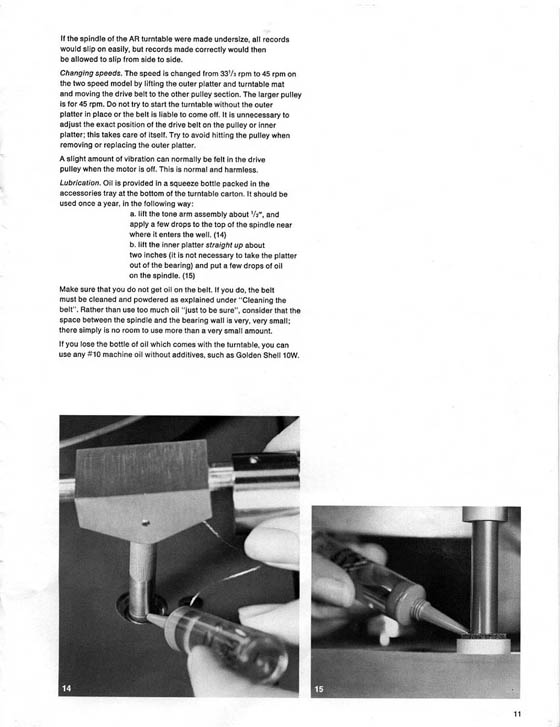 If the spindle of the AR turntable were made undersize, all records
would slip on easily, but records made correctly would then
be allowed to slip from side to side.
Changing speeds. The speed is changed from 33 1/3 rpm to 45 rpm on
the two speed model by lifting the outer platter and turntable mat
and moving the drive belt to the other pulley section. The larger pulley
is for 45 rpm. Do not try to start the turntable without the outer
platter in place or the belt is liable to come off. It is unnecessary to
adjust the exact position of the drive belt on the pulley or inner
platter; this takes care of itself. Try to avoid hitting the pulley when
removing or replacing the outer platter.
A slight amount of vibration can normally be felt in the drive
pulley when the motor is off. This is normal and harmless.
Lubrication. Oil is provided in a squeeze bottle packed in the
accessories tray at the bottom of the turntable carton. It should be
used once a year, in the following way:
a. lift the tone arm assembly about 1/2", and
apply a few drops to the top of the spindle near
where it enters the well. (14)
b. lift the inner platter straight up about
two inches (it is not necessary to take the platter
out of the bearing) and put a few drops of oil
on the spindle. (15)
Make sure that you do not get oil on the belt. If you do, the belt
must be cleaned and powdered as explained under "Cleaning the
belt". Rather than use too much oil "just to be sure", consider that the
space between the spindle and the bearing wall is very, very small;
there simply is no room to use more than a very small amount.
If you lose the bottle of oil which comes with the turntable, you can
use any #10 machine oil without additives, such as Golden Shell 10W.
14
15
11